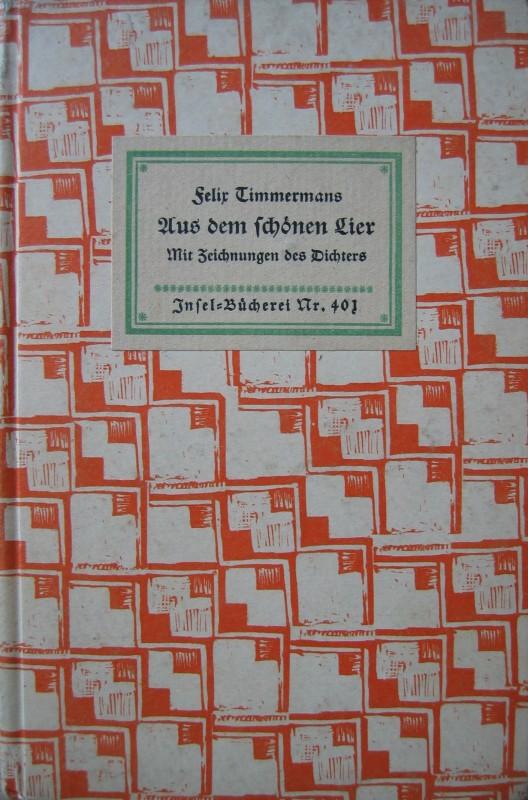 Felix Timmermans
Aus dem schönen Lier
Mit Zeichnungen des Dichters
Insel-Bücherei Nr. 401